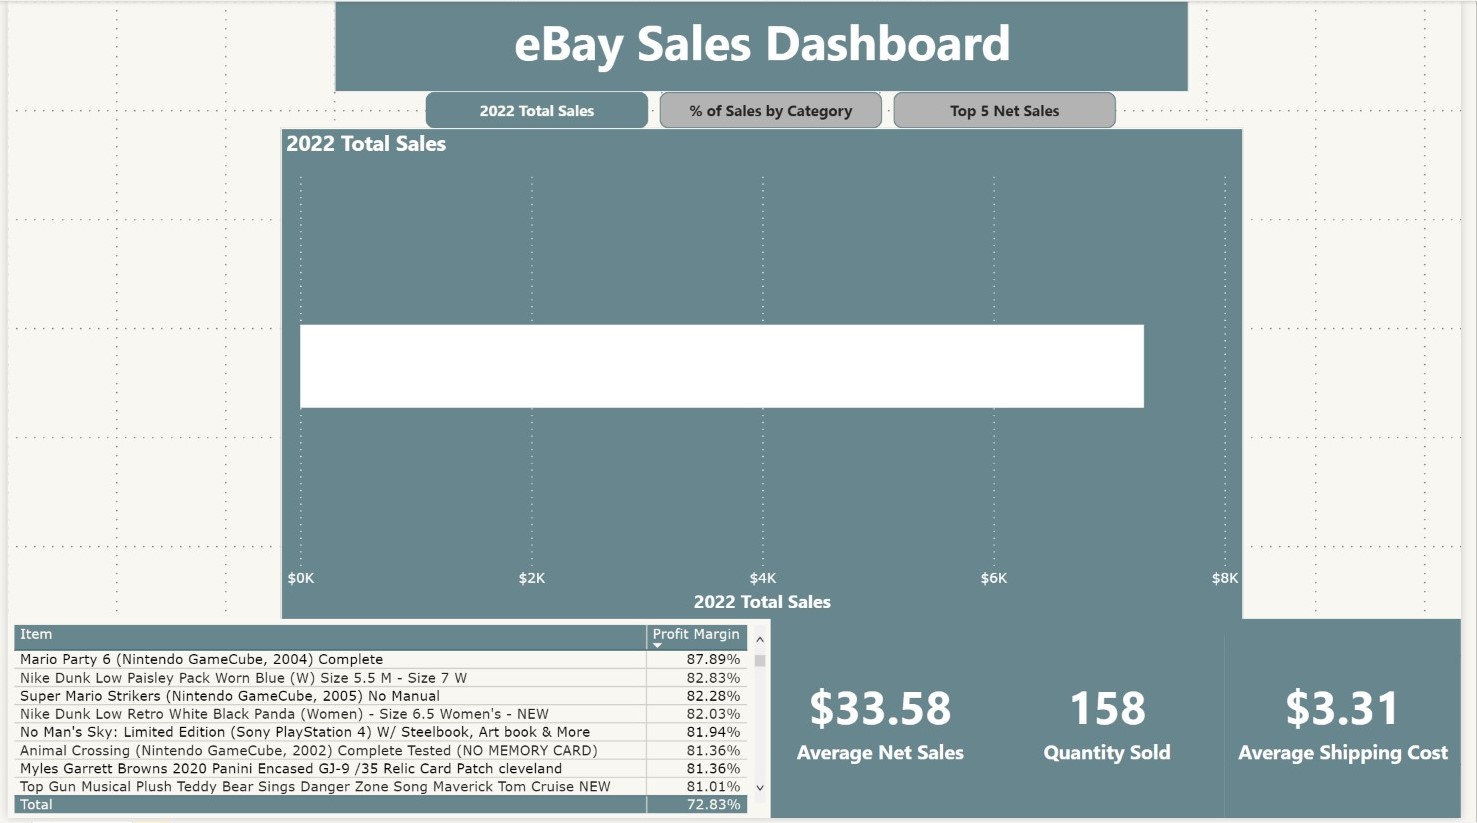 eBay Sales Dashboard
2022 Total Sales
% of Sales by Category
Top 5 Net Sales
2022 Total Sales
$0K $2K $4K $6K $8K
2022 Total Sales
Item Profit Margin
Mario Party 6 (Nintendo GameCube, 2004) Complete 87.89%
Nike Dunk Low Paisley Pack Worn Blue (W) Size 5.5 M - Size 7 W 82.83%
Super Mario Strikers (Nintendo GameCube, 2005) No Manual 82.28%
Nike Dunk Low Retro White Black Panda (Women) - Size 6.5 Women's - NEW 82.03%
No Man's Sky: Limited Edition (Sony PlayStation 4) W/ Steelbook, Art book & More 81.94%
Animal Crossing (Nintendo GameCube, 2002) Complete Tested (NO MEMORY CARD) 81.36%
Myles Garrett Browns 2020 Panini Encased GJ-9 /35 Relic Card Patch cleveland 81.36%
Top Gun Musical Plush Teddy Bear Sings Danger Zone Song Maverick Tom Cruise NEW 81.01%
Total 72.83%
$33.58
Average Net Sales
158
Quantity Sold
$3.31
Average Shipping Cost